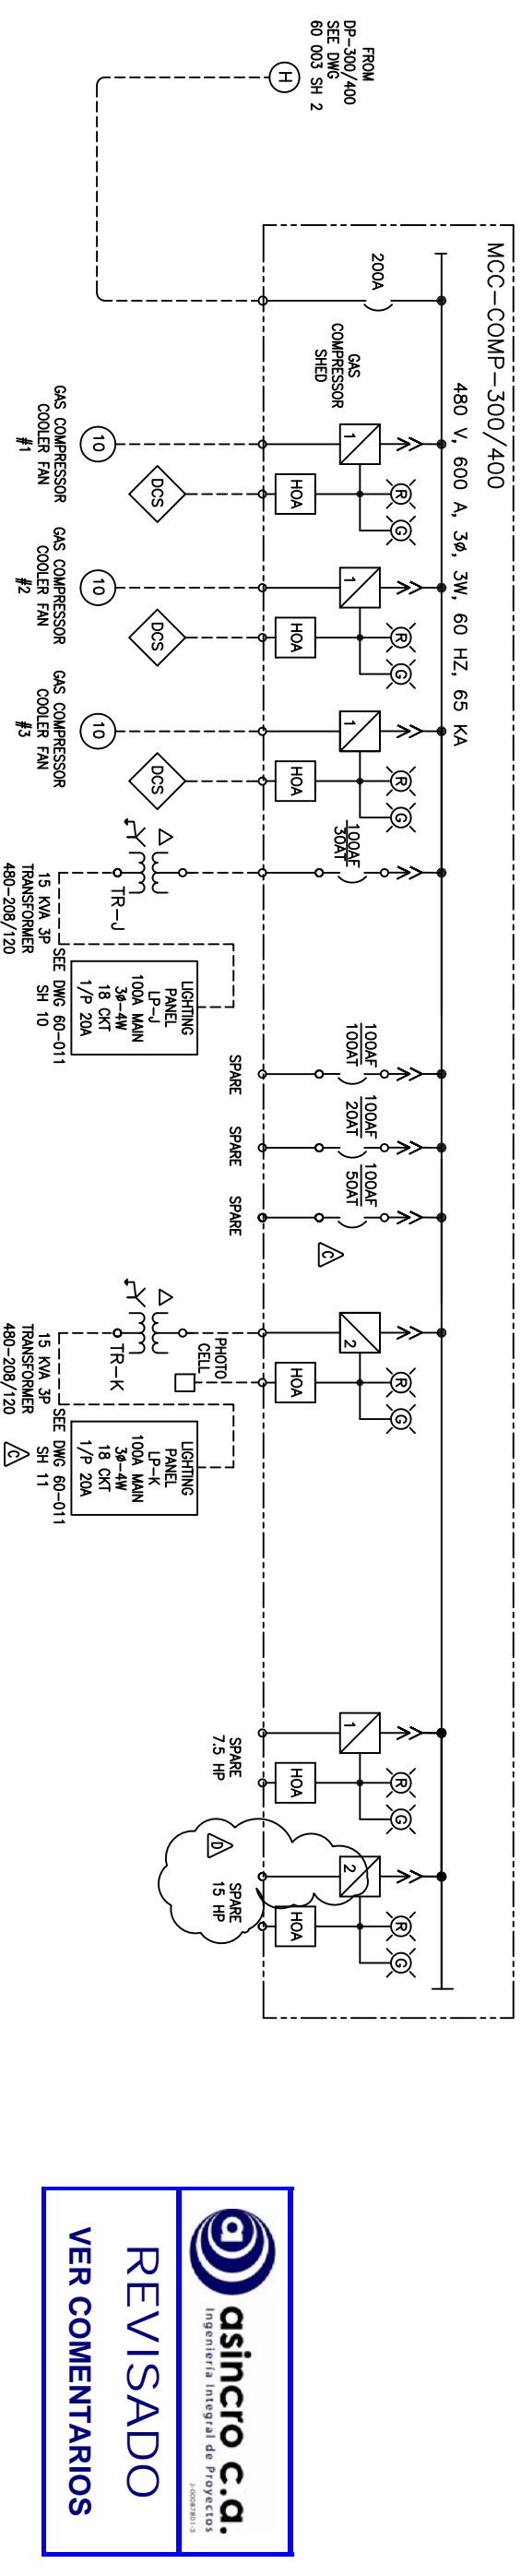 FROM
DP-300/400
SEE DWG
60 003 SH 2
H
MCC-COMP-300/400
480 V, 600 A, 3Ø, 3W, 60 HZ, 65 KA
200A
GAS
COMPRESSOR
SHED
1
R
G
HOA
DCS
10
GAS COMPRESSOR
COOLER FAN
#1
1
R
G
HOA
DCS
10
GAS COMPRESSOR
COOLER FAN
#2
1
R
G
HOA
DCS
10
GAS COMPRESSOR
COOLER FAN
#3
100AF
30AT
TR-J
15 KVA 3P
TRANSFORMER
480-208/120
LIGHTING
PANEL
LP-J
100A MAIN
3Ø-4W
18 CKT
1/P 20A
SEE DWG 60-011
SH 10
100AF
100AT
SPARE
100AF
20AT
SPARE
100AF
50AT
SPARE
C
2
R
G
HOA
PHOTO
CELL
TR-K
15 KVA 3P
TRANSFORMER
480-208/120
LIGHTING
PANEL
LP-K
100A MAIN
3Ø-4W
18 CKT
1/P 20A
SEE DWG 60-011
SH 11
C
1
R
G
HOA
SPARE
7.5 HP
2
R
G
HOA
SPARE
15 HP
D
a
asincro c.a.
Ingeniería Integral de Proyectos
J-00087801-3
REVISADO
VER COMENTARIOS